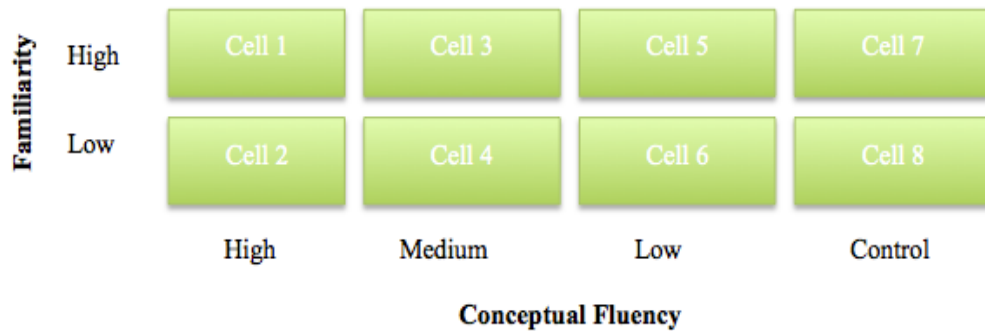 Familiarity
High
Cell 1
Cell 3
Cell 5
Cell 7
Low
Cell 2
Cell 4
Cell 6
Cell 8
High
Medium
Low
Control
Conceptual Fluency